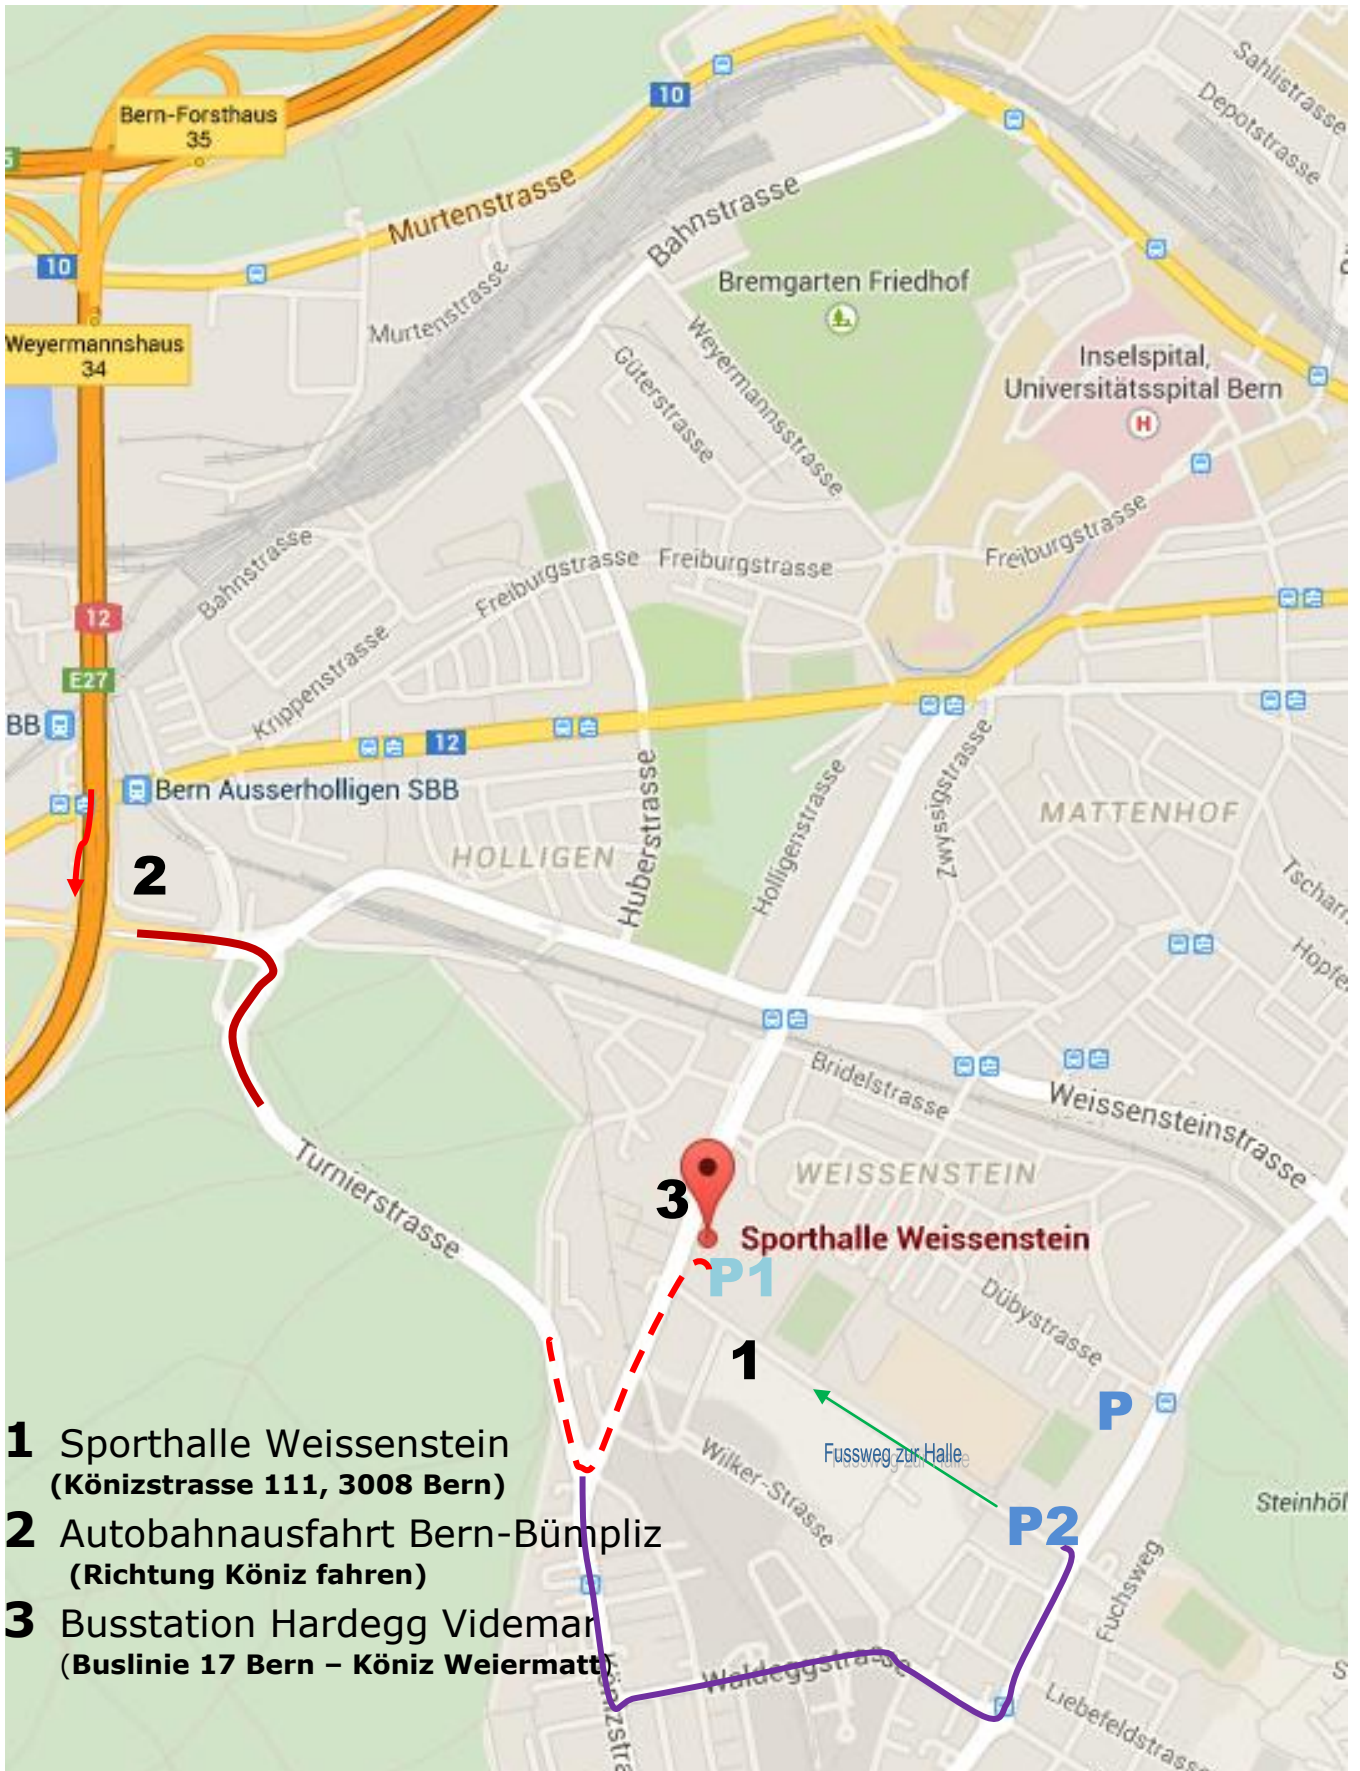 Sahlistrasse
Depotstrasse
10
Bern-Forsthaus
35
Murtenstrasse
Bahnstrasse
10
Bremgarten Friedhof
Murtenstrasse
Weyermannshaus
34
Weyermannsstrasse
Güterstrasse
Inselspital,
Universitätsspital Bern
H
Freiburgstrasse
Freiburgstrasse
Freiburgstrasse
Bahnstrasse
12
E27
Krippenstrasse
BB
12
Bern Ausserholligen SBB
Huberstrasse
Holligenstrasse
Zwyssigstrasse
MATTENHOF
HOLLIGEN
2
Bridelstrasse
Weissensteinstrasse
Turnierstrasse
WEISSENSTEIN
3
Sporthalle Weissenstein
P1
Dübystrasse
1
P
Fussweg zur Halle
Wilker-Strasse
P2
Steinhöl
Fuchsweg
1 Sporthalle Weissenstein
(Könizstrasse 111, 3008 Bern)
2 Autobahnausfahrt Bern-Bümpliz
(Richtung Köniz fahren)
3 Busstation Hardegg Videmar
(Buslinie 17 Bern – Köniz Weiermatt)
Waldeggstrasse
Liebefeldstrasse